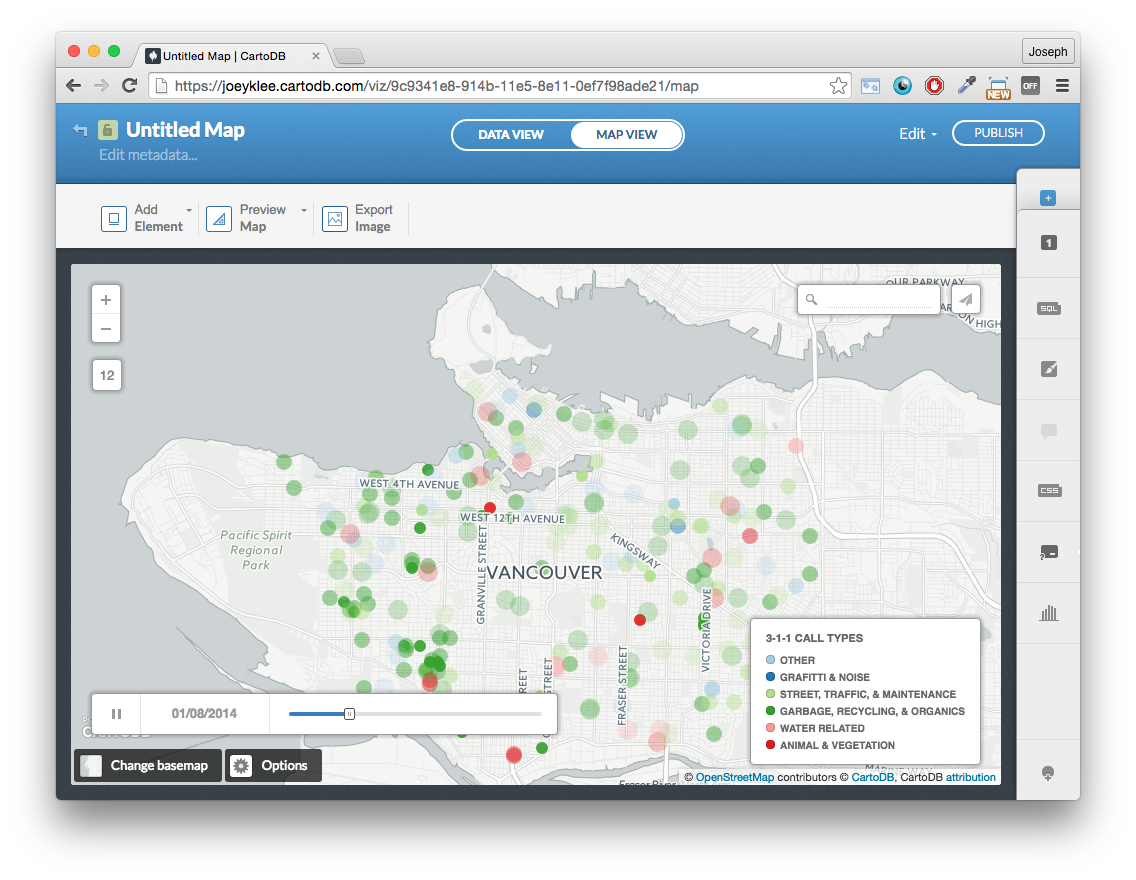 Untitled Map | CartoDB
Joseph
https://joeyklee.cartodb.com/viz/9c9341e8-914b-11e5-8e11-0ef7f98ade21/map
NEW
OFF
Untitled Map
Edit metadata...
DATA VIEW
MAP VIEW
Edit
PUBLISH
Add
Element
Preview
Map
Export
Image
1
SQL
CSS
12
OUR PARKWAY
ON HIGH
WEST 4TH AVENUE
WEST 12TH AVENUE
Pacific Spirit
Regional
Park
GRANVILLE STREET
VANCOUVER
KINGSWAY
VICTORIA DRIVE
FRASER STREET
STREET
3-1-1 CALL TYPES
OTHER
GRAFITTI & NOISE
STREET, TRAFFIC, & MAINTENANCE
GARBAGE, RECYCLING, & ORGANICS
WATER RELATED
ANIMAL & VEGETATION
01/08/2014
CARTODB
Change basemap
Options
© OpenStreetMap contributors © CartoDB, CartoDB attribution